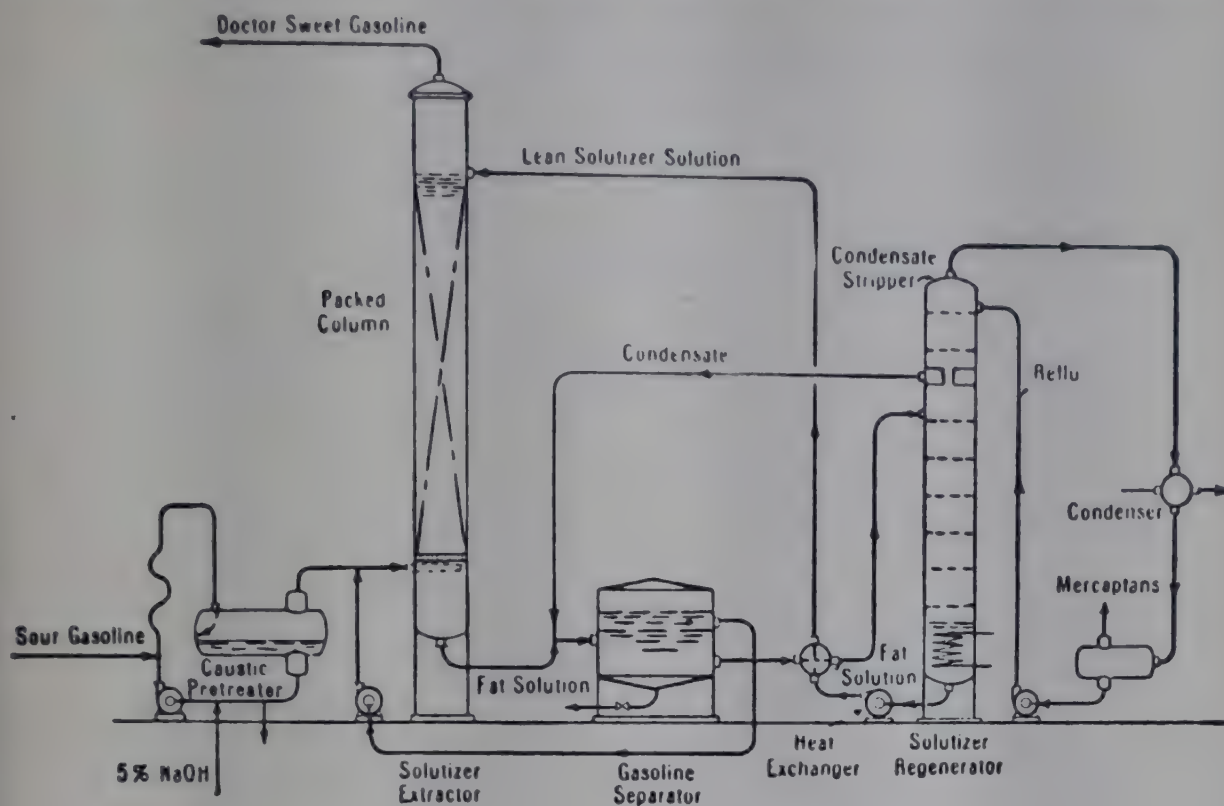 Doctor Sweet Gasoline
Lean Solutizer Solution
Condensate
Stripper
Packed
Column
Condensate
Reflu
Condenser
Mercaptans
Sour Gasoline
Caustic
Pretreater
Fat Solution
Fat
Solution
5% NaOH
Solutizer
Extractor
Gasoline
Separator
Heat
Exchanger
Solutizer
Regenerator